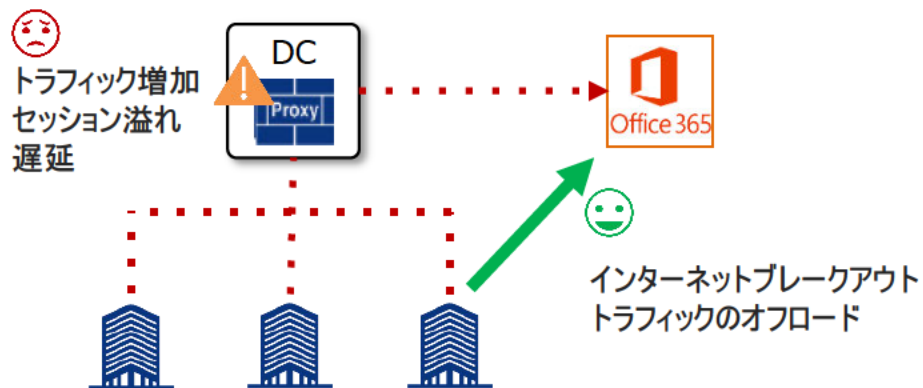 DC
トラフィック増加
セッション溢れ
遅延
Proxy
Office 365
インターネットブレークアウト
トラフィックのオフロード